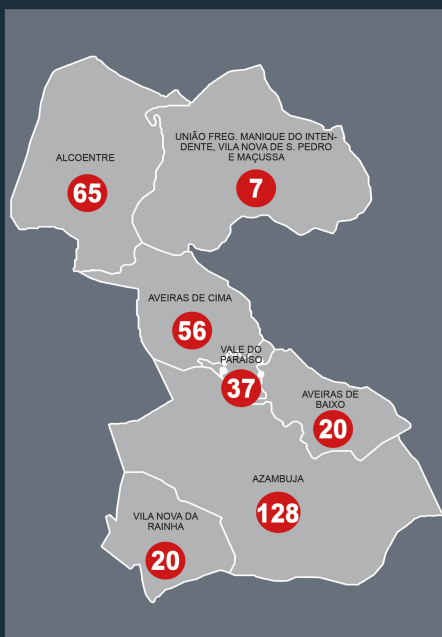 UNIÃO FREG. MANIQUE DO INTEN-
DENTE, VILA NOVA DE S. PEDRO
E MAÇUSSA
7
ALCOENTRE
65
AVEIRAS DE CIMA
56
VALE DO
PARAÍSO
37
AVEIRAS DE
BAIXO
20
AZAMBUJA
128
VILA NOVA DA
RAINHA
20